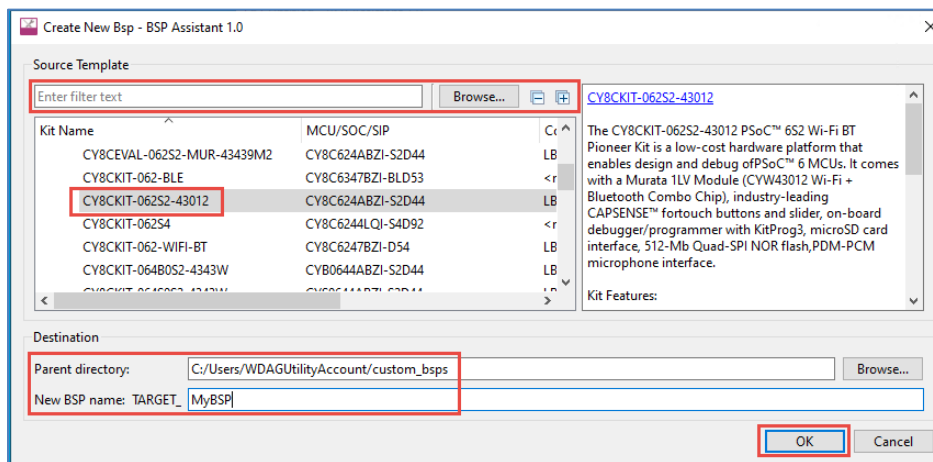 Create New Bsp - BSP Assistant 1.0
Source Template
Enter filter text
Browse...
Kit Name MCU/SOC/SIP
CY8CEVAL-062S2-MUR-43439M2 CY8C624ABZI-S2D44 LB
CY8CKIT-062-BLE CY8C6347BZI-BLD53 <r
CY8CKIT-062S2-43012 CY8C624ABZI-S2D44 LB
CY8CKIT-062S4 CY8C6244LQI-S4D92 <r
CY8CKIT-062-WIFI-BT CY8C6247BZI-D54 LB
CY8CKIT-064B0S2-4343W CYB0644ABZI-S2D44 LB
CY8CKIT-062S2-43012
The CY8CKIT-062S2-43012 PSoC™ 6S2 Wi-Fi BT
Pioneer Kit is a low-cost hardware platform that
enables design and debug ofPSoC™ 6 MCUs. It comes
with a Murata 1LV Module (CYW43012 Wi-Fi +
Bluetooth Combo Chip), industry-leading
CAPSENSE™ fortouch buttons and slider, on-board
debugger/programmer with KitProg3, microSD card
interface, 512-Mb Quad-SPI NOR flash,PDM-PCM
microphone interface.
Kit Features:
Destination
Parent directory: C:/Users/WDAGUtilityAccount/custom_bsps Browse...
New BSP name: TARGET_ MyBSP
OK Cancel